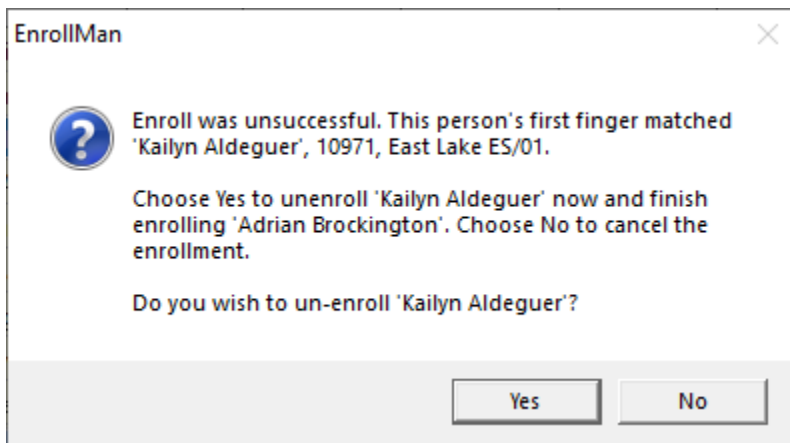 EnrollMan
Enroll was unsuccessful. This person's first finger matched
'Kailyn Aldeguer', 10971, East Lake ES/01.
Choose Yes to unenroll 'Kailyn Aldeguer' now and finish
enrolling 'Adrian Brockington'. Choose No to cancel the
enrollment.
Do you wish to un-enroll 'Kailyn Aldeguer'?
Yes
No